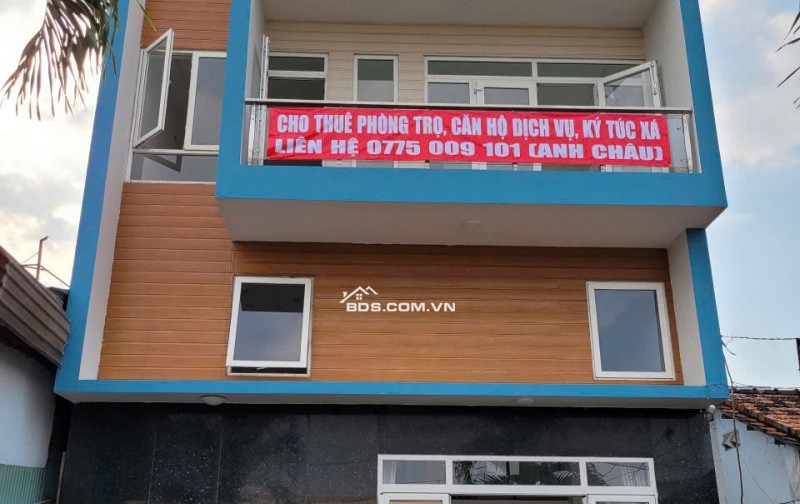 CHO THUÊ PHÒNG TRỌ, CĂN HỘ DỊCH VỤ, KÝ TÚC XÁ
LIÊN HỆ 0775 009 101 (ANH CHÂU)
BDS.COM.VN